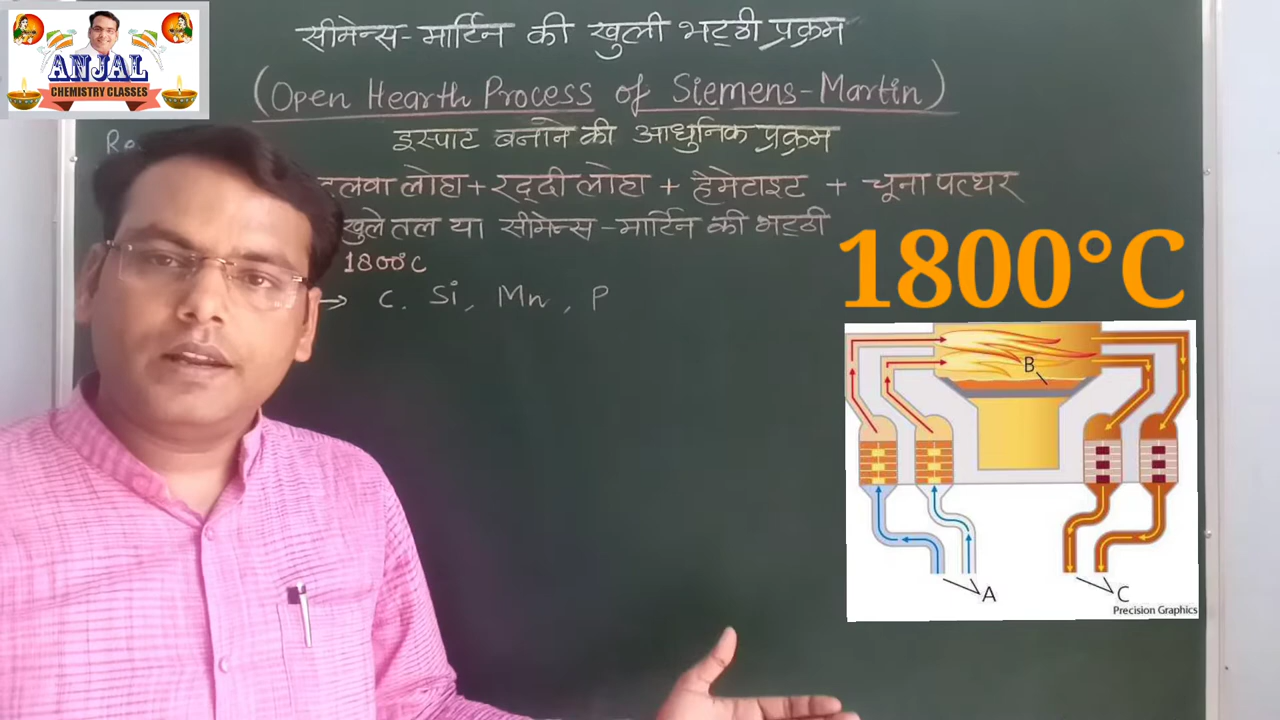 ANJAL
CHEMISTRY CLASSES
सीमेन्स-मार्टिन की खुली भट्ठी प्रक्रम
(Open Hearth Process of Siemens-Martin)
इस्पात बनाने की आधुनिक प्रक्रम
लोहा + रद्दी लोहा + हेमेटाइट + चूना पत्थर
खुले तल या सीमेन्स-मार्टिन की भट्ठी
1800°C
1800°C
→ C. Si, Mn, P
B
A
C
Precision Graphics